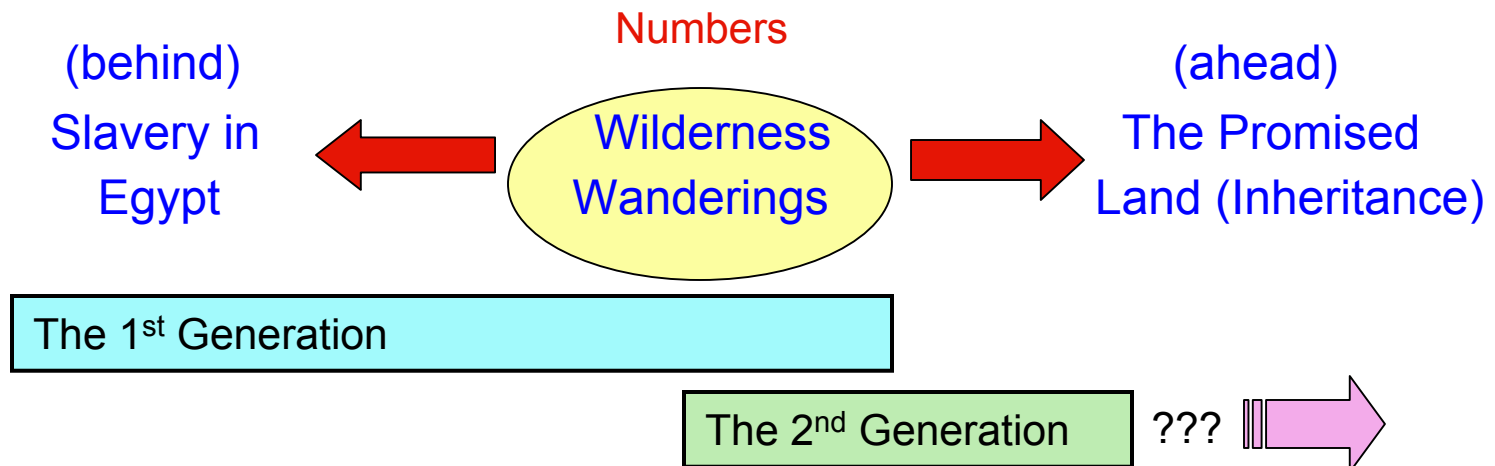 Numbers
(behind)
Slavery in
Egypt
Wilderness
Wanderings
(ahead)
The Promised
Land (Inheritance)
The 1st Generation
The 2nd Generation
???